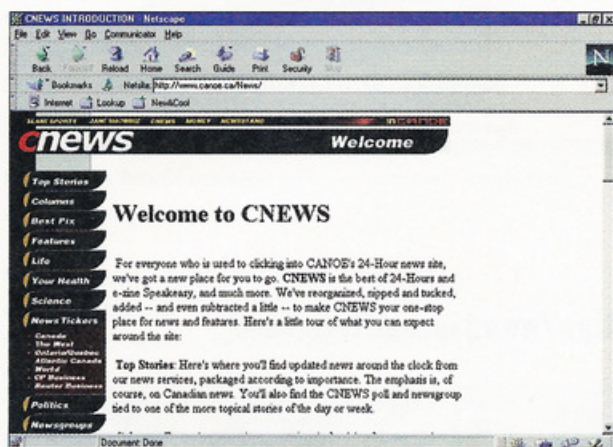 CNEWS INTRODUCTION - Netscape
File Edit View Go Communicator Help
Back Forward Reload Home Search Guide Print Security Stop
Bookmarks Netsite: http://www.canoe.ca/News/
Internet Lookup New&Cool
SLAM! SPORTS JAM! SHOWBIZ CNEWS MONEY NEWSSTAND CANOE
cnews Welcome
Top Stories
Columns
Best Pix
Features
Life
Your Health
Science
News Tickers
- Canada
- The West
- Ontario/Quebec
- Atlantic Canada
- World
- CP Business
- Reuter Business
Politics
Newsgroups
Welcome to CNEWS
For everyone who is used to clicking into CANOE's 24-Hour news site,
we've got a new place for you to go. CNEWS is the best of 24-Hours and
e-zine Speakeasy, and much more. We've reorganized, nipped and tucked,
added -- and even subtracted a little -- to make CNEWS your one-stop
place for news and features. Here's a little tour of what you can expect
around the site:
Top Stories: Here's where you'll find updated news around the clock from
our news services, packaged according to importance. The emphasis is, of
course, on Canadian news. You'll also find the CNEWS poll and newsgroup
tied to one of the more topical stories of the day or week.
Document Done